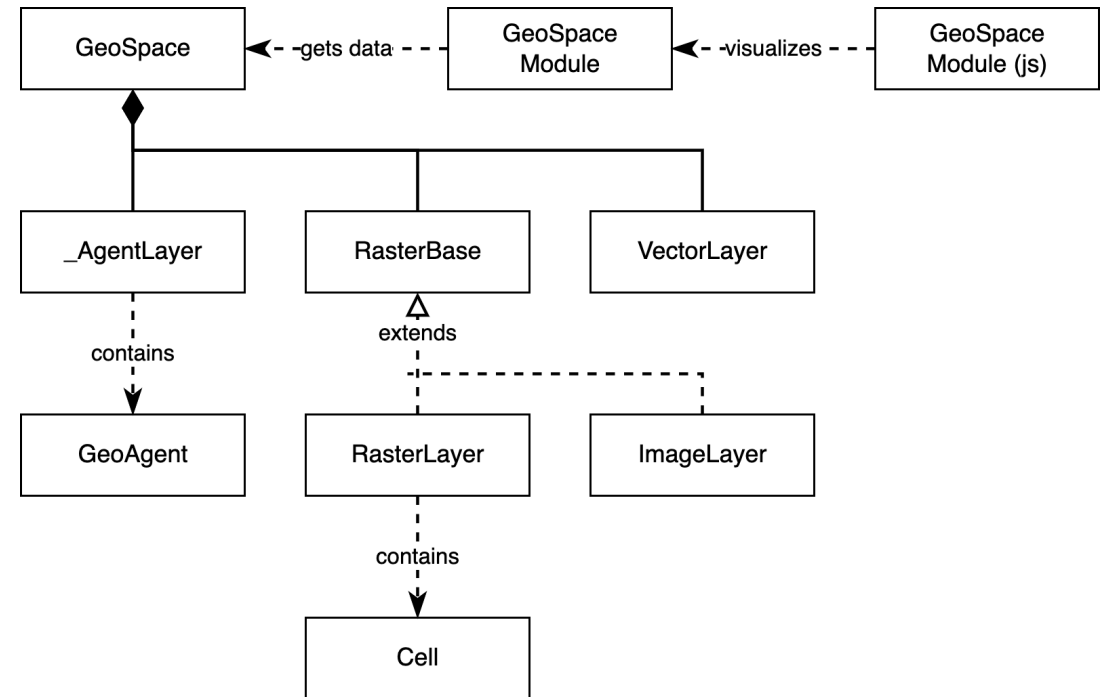 GeoSpace
gets data
GeoSpace
Module
visualizes
GeoSpace
Module (js)
_AgentLayer
RasterBase
VectorLayer
contains
extends
GeoAgent
RasterLayer
ImageLayer
contains
Cell